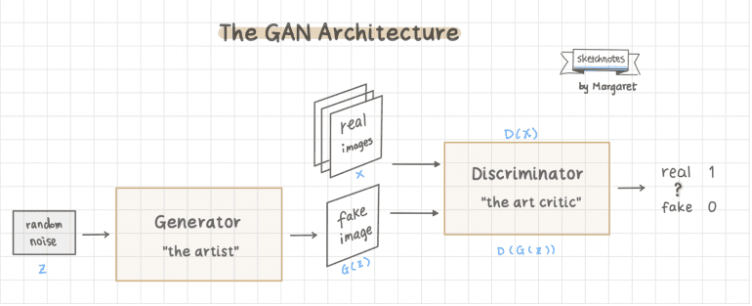 The GAN Architecture
sketchnotes
by Margaret
real
images
x
D(x)
Discriminator
"the art critic"
D(G(z))
real 1
?
fake 0
random
noise
z
Generator
"the artist"
fake
image
G(z)